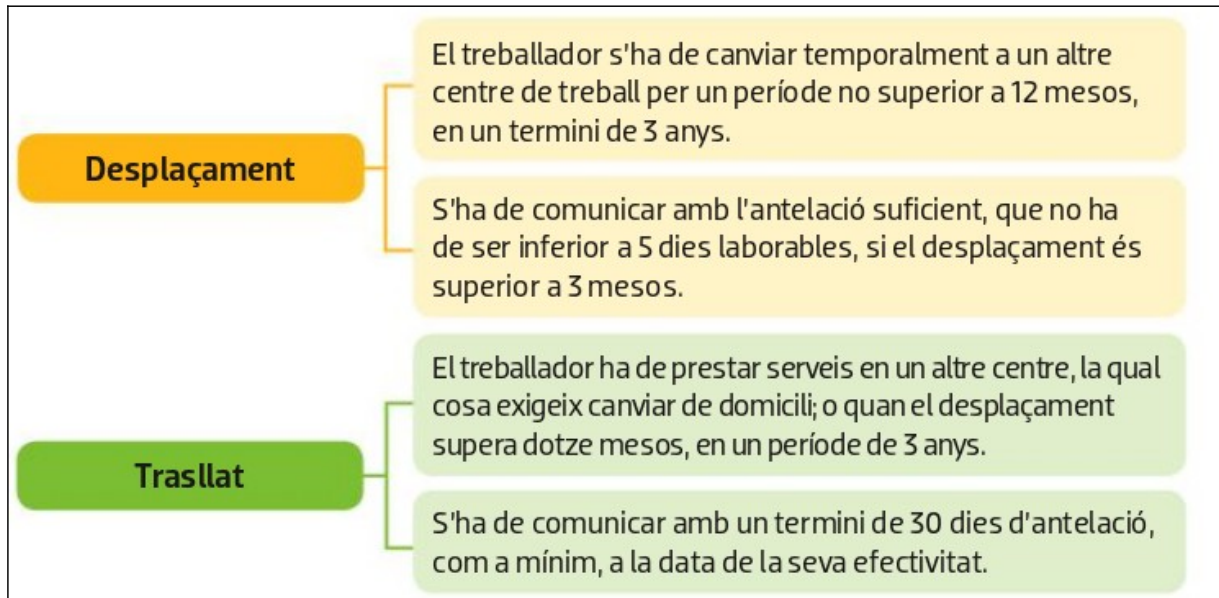 Desplaçament
El treballador s'ha de canviar temporalment a un altre
centre de treball per un període no superior a 12 mesos,
en un termini de 3 anys.
S'ha de comunicar amb l'antelació suficient, que no ha
de ser inferior a 5 dies laborables, si el desplaçament és
superior a 3 mesos.
Trasllat
El treballador ha de prestar serveis en un altre centre, la qual
cosa exigeix canviar de domicili; o quan el desplaçament
supera dotze mesos, en un període de 3 anys.
S'ha de comunicar amb un termini de 30 dies d'antelació,
com a mínim, a la data de la seva efectivitat.